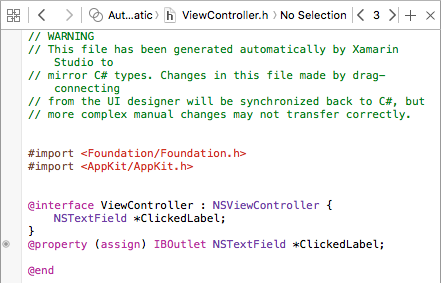 Aut...atic ViewController.h No Selection 3
// WARNING
// This file has been generated automatically by Xamarin
Studio to
// mirror C# types. Changes in this file made by drag-
connecting
// from the UI designer will be synchronized back to C#, but
// more complex manual changes may not transfer correctly.
#import <Foundation/Foundation.h>
#import <AppKit/AppKit.h>
@interface ViewController : NSViewController {
NSTextField *ClickedLabel;
}
@property (assign) IBOutlet NSTextField *ClickedLabel;
@end